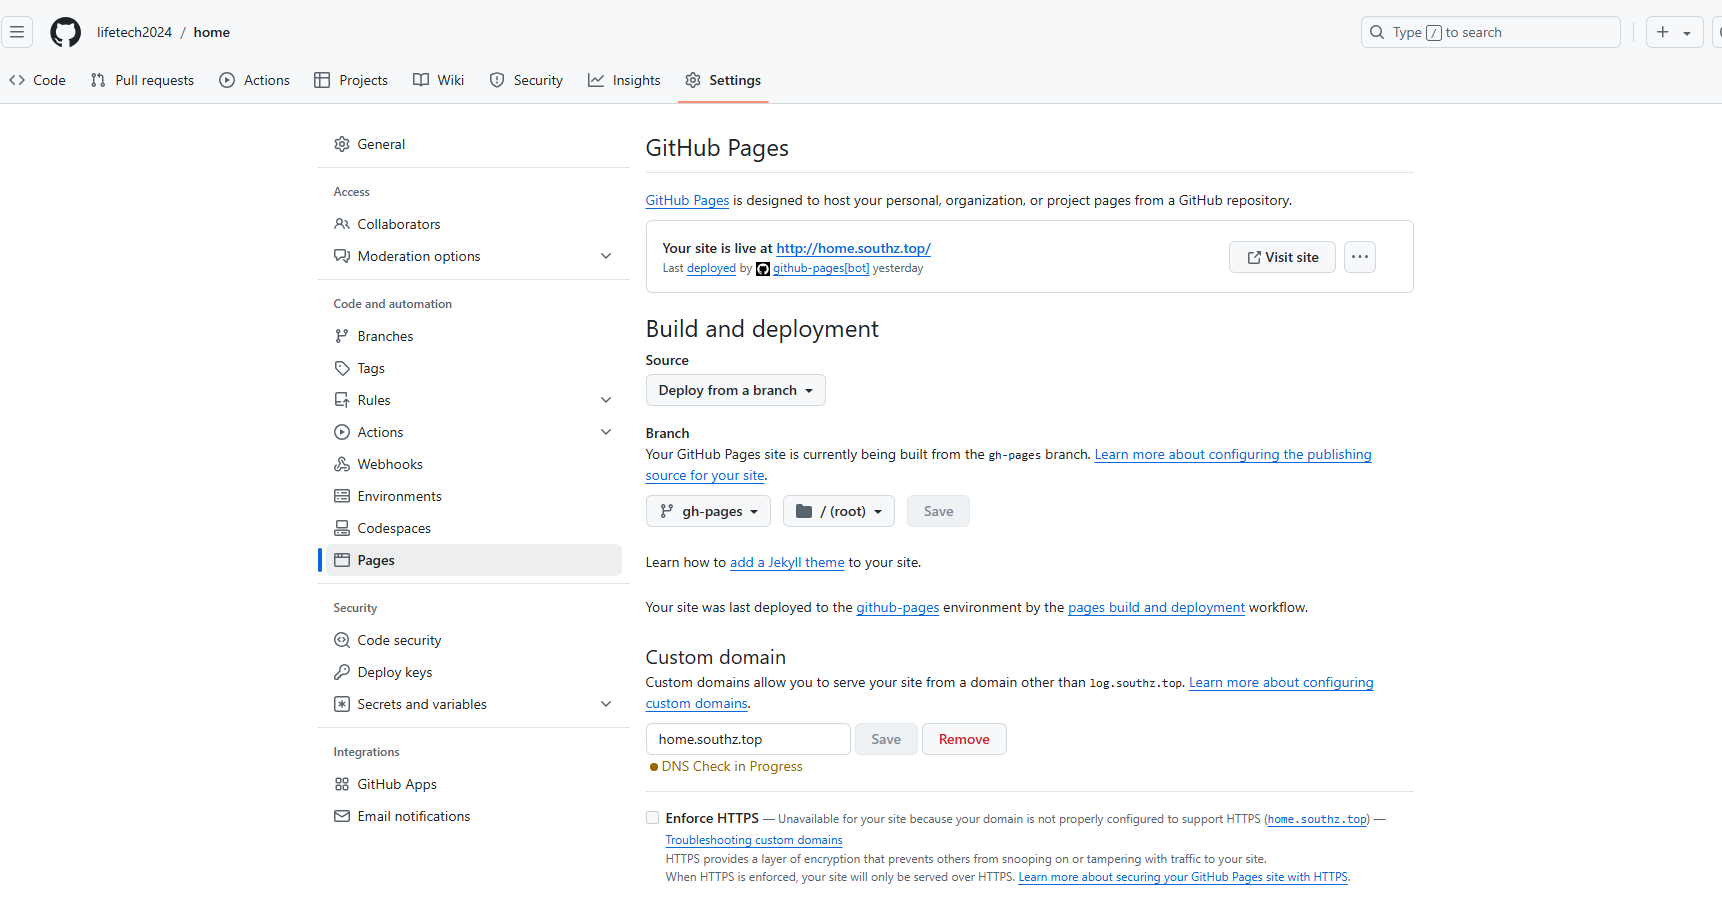 lifetech2024 / home
Type / to search
Code
Pull requests
Actions
Projects
Wiki
Security
Insights
Settings
General
Access
Collaborators
Moderation options
Code and automation
Branches
Tags
Rules
Actions
Webhooks
Environments
Codespaces
Pages
Security
Code security
Deploy keys
Secrets and variables
Integrations
GitHub Apps
Email notifications
GitHub Pages
GitHub Pages is designed to host your personal, organization, or project pages from a GitHub repository.
Your site is live at http://home.southz.top/
Last deployed by github-pages[bot] yesterday
Visit site
Build and deployment
Source
Deploy from a branch
Branch
Your GitHub Pages site is currently being built from the gh-pages branch. Learn more about configuring the publishing
source for your site.
gh-pages
/ (root)
Save
Learn how to add a Jekyll theme to your site.
Your site was last deployed to the github-pages environment by the pages build and deployment workflow.
Custom domain
Custom domains allow you to serve your site from a domain other than log.southz.top. Learn more about configuring
custom domains.
home.southz.top
Save
Remove
DNS Check in Progress
Enforce HTTPS — Unavailable for your site because your domain is not properly configured to support HTTPS (home.southz.top) —
Troubleshooting custom domains
HTTPS provides a layer of encryption that prevents others from snooping on or tampering with traffic to your site.
When HTTPS is enforced, your site will only be served over HTTPS. Learn more about securing your GitHub Pages site with HTTPS.